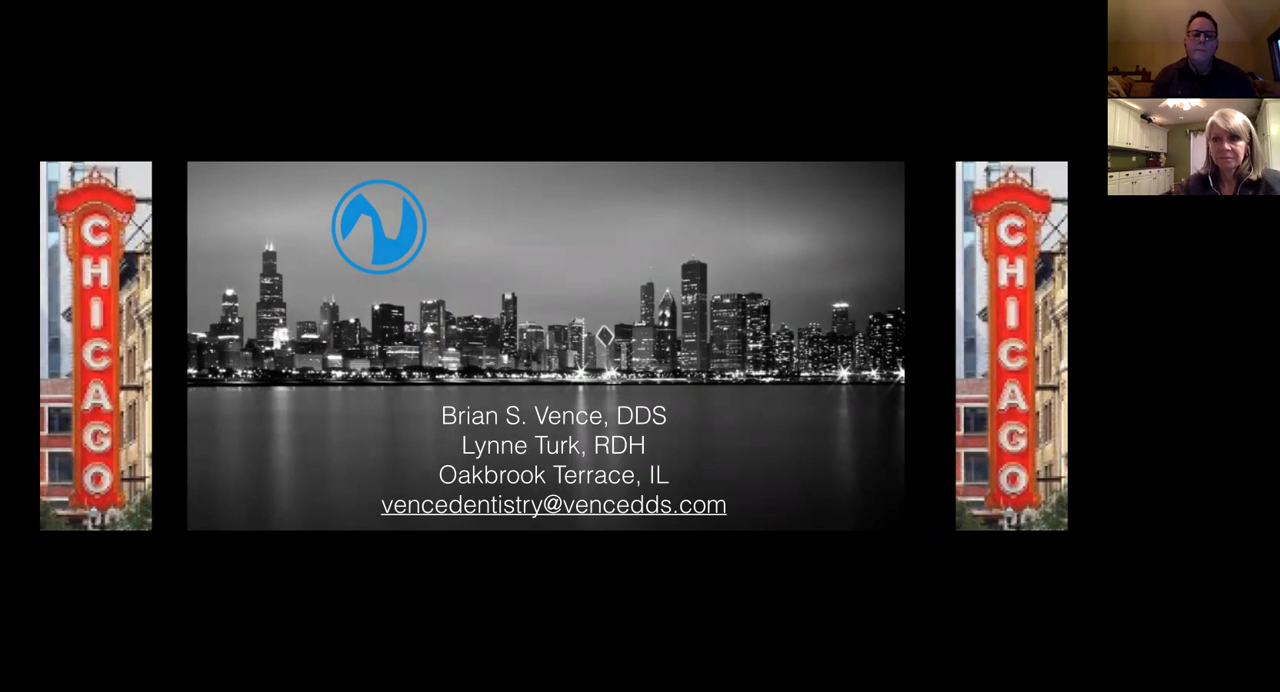 CHICAGO
Brian S. Vence, DDS
Lynne Turk, RDH
Oakbrook Terrace, IL
vencedentistry@vencedds.com
CHICAGO